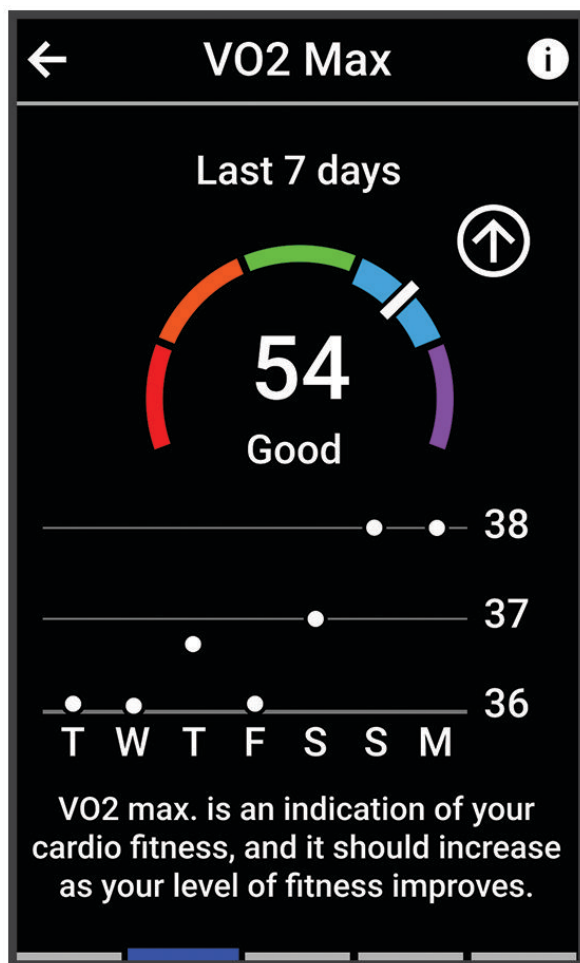 VO2 Max
i
Last 7 days
54
Good
38
37
36
T W T F S S M
VO2 max. is an indication of your
cardio fitness, and it should increase
as your level of fitness improves.